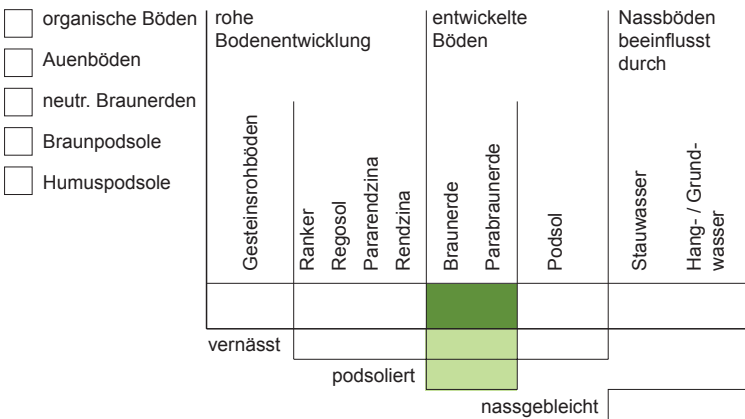 organische Böden
Auenböden
neutr. Braunerden
Braunpodsole
Humuspodsole
rohe
Bodenentwicklung
entwickelte
Böden
Nassböden
beeinflusst
durch
Gesteinsrohböden
Ranker
Regosol
Pararendzina
Rendzina
Braunerde
Parabraunerde
Podsol
Stauwasser
Hang- / Grund-
wasser
vernässt
podsoliert
nassgebleicht